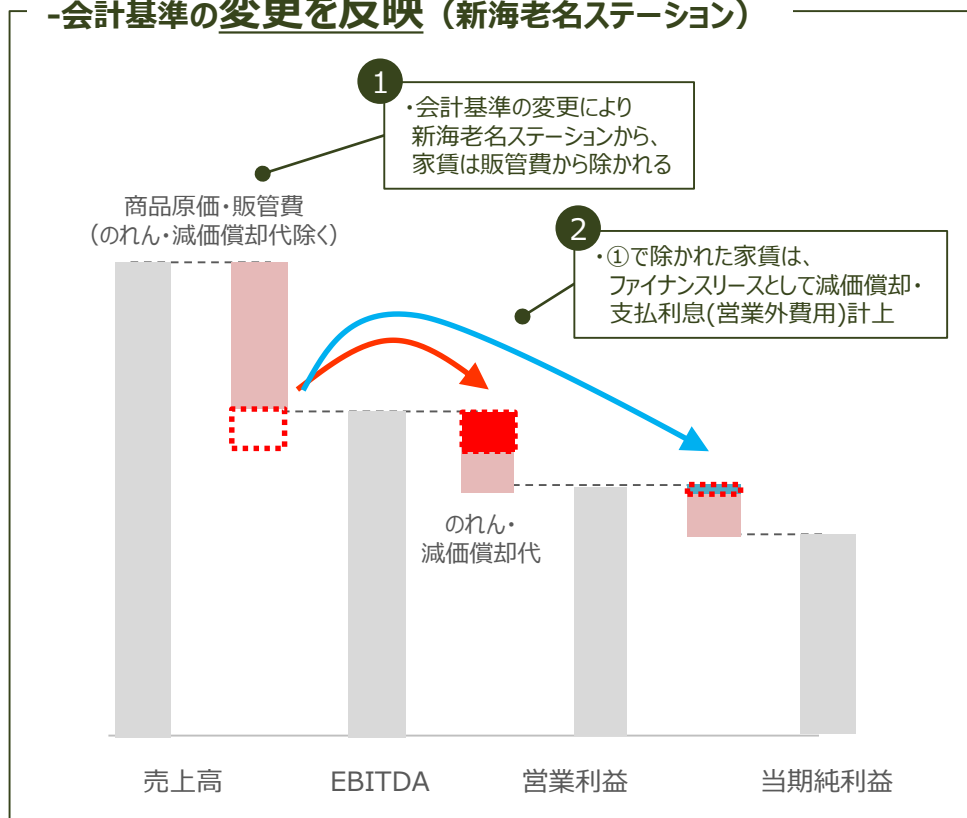 -会計基準の変更を反映（新海老名ステーション）
1
・会計基準の変更により
新海老名ステーションから、
家賃は販管費から除かれる
商品原価・販管費
（のれん・減価償却代除く）
2
・①で除かれた家賃は、
ファイナンスリースとして減価償却・
支払利息(営業外費用)計上
のれん・
減価償却代
売上高
EBITDA
営業利益
当期純利益